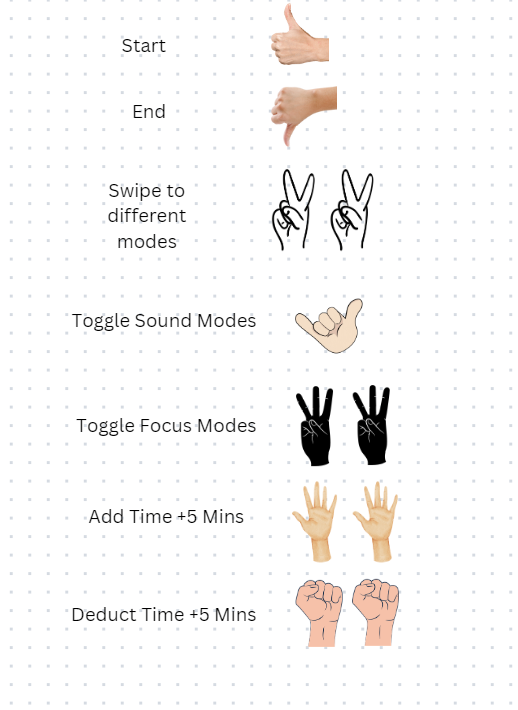 Start
End
Swipe to
different
modes
Toggle Sound Modes
Toggle Focus Modes
Add Time +5 Mins
Deduct Time +5 Mins